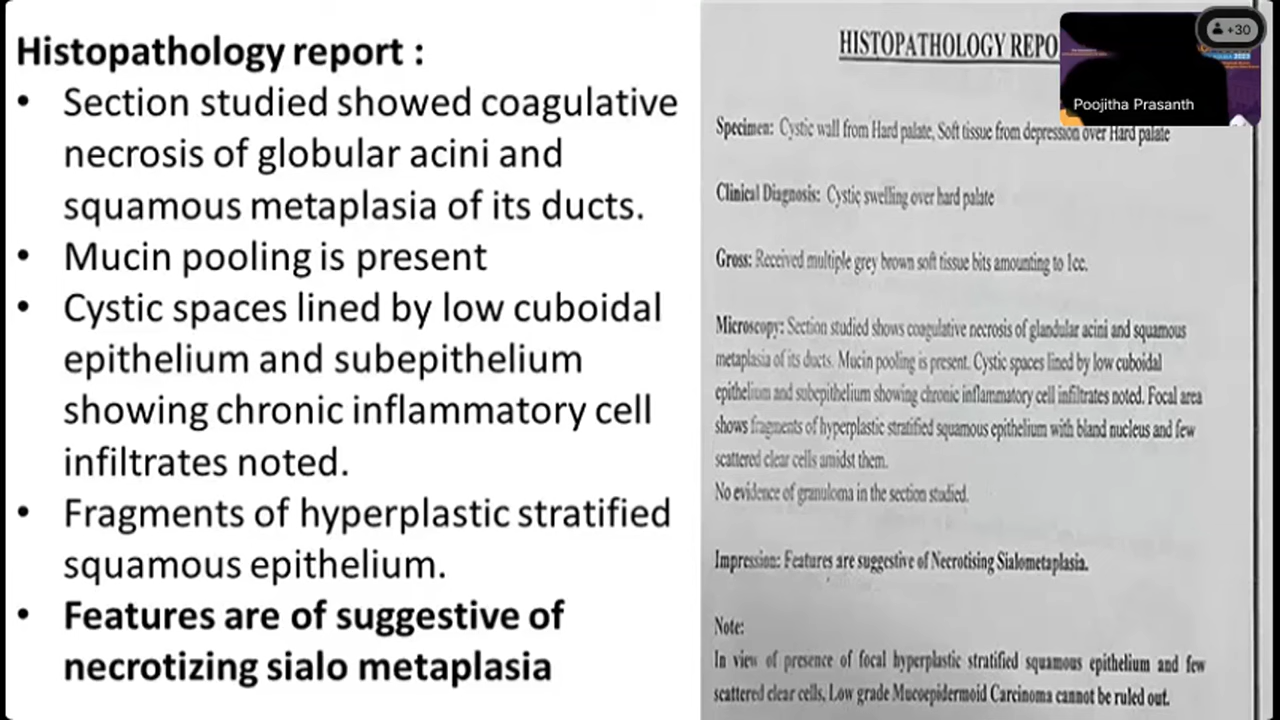 Histopathology report :
• Section studied showed coagulative
necrosis of globular acini and
squamous metaplasia of its ducts.
• Mucin pooling is present
• Cystic spaces lined by low cuboidal
epithelium and subepithelium
showing chronic inflammatory cell
infiltrates noted.
• Fragments of hyperplastic stratified
squamous epithelium.
• Features are of suggestive of
necrotizing sialo metaplasia
HISTOPATHOLOGY REPO
Specimen: Cystic wall from Hard palate, Soft tissue from depression over Hard palate
Clinical Diagnosis: Cystic swelling over hard palate
Gross: Received multiple grey brown soft tissue bits amounting to 1cc.
Microscopy: Section studied shows coagulative necrosis of glandular acini and squamous
metaplasia of its ducts. Mucin pooling is present. Cystic spaces lined by low cuboidal
epithelium and subepithelium showing chronic inflammatory cell infiltrates noted. Focal area
shows fragments of hyperplastic stratified squamous epithelium with bland nucleus and few
scattered clear cells amidst them.
No evidence of granuloma in the section studied.
Impression: Features are suggestive of Necrotising Sialometaplasia.
Note:
In view of presence of focal hyperplastic stratified squamous epithelium and few
scattered clear cells, Low grade Mucoepidermoid Carcinoma cannot be ruled out.
+30
Poojitha Prasanth